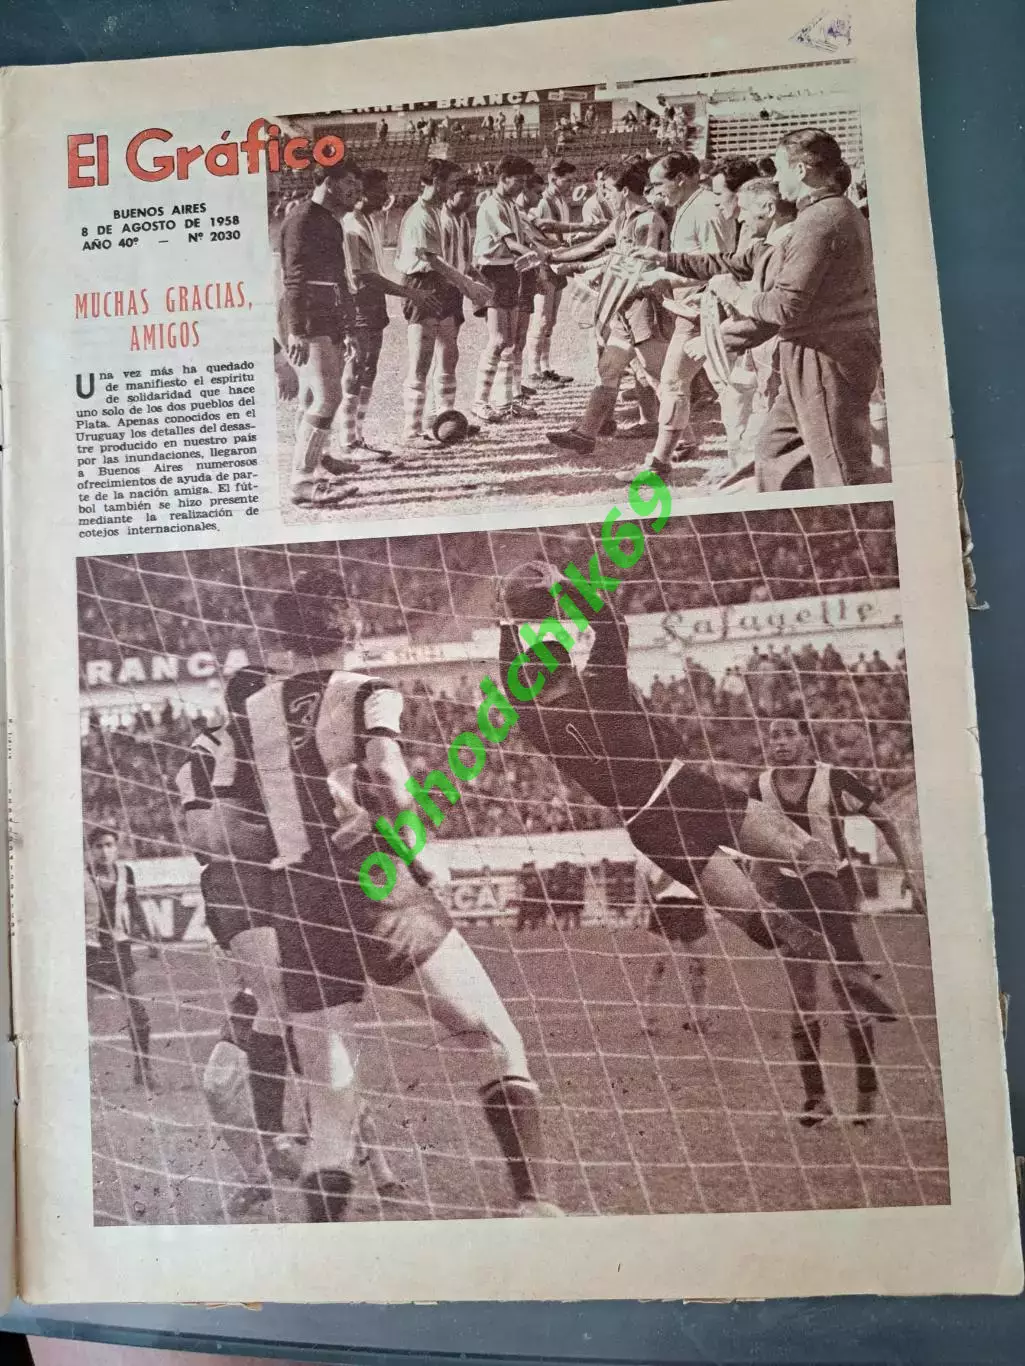 El Gráfico
BUENOS AIRES
8 DE AGOSTO DE 1958
AÑO 40º — Nº 2030
MUCHAS GRACIAS,
AMIGOS
Una vez más ha quedado
de manifiesto el espíritu
de solidaridad que hace
uno solo de los dos pueblos del
Plata. Apenas conocidos en el
Uruguay los detalles del desas-
tre producido en nuestro país
por las inundaciones, llegaron
a Buenos Aires numerosos
ofrecimientos de ayuda de par-
te de la nación amiga. El fút-
bol también se hizo presente
mediante la realización de
cotejos internacionales.
FERNET-BRANCA
BRANCA
Lafayette
obhodchik69